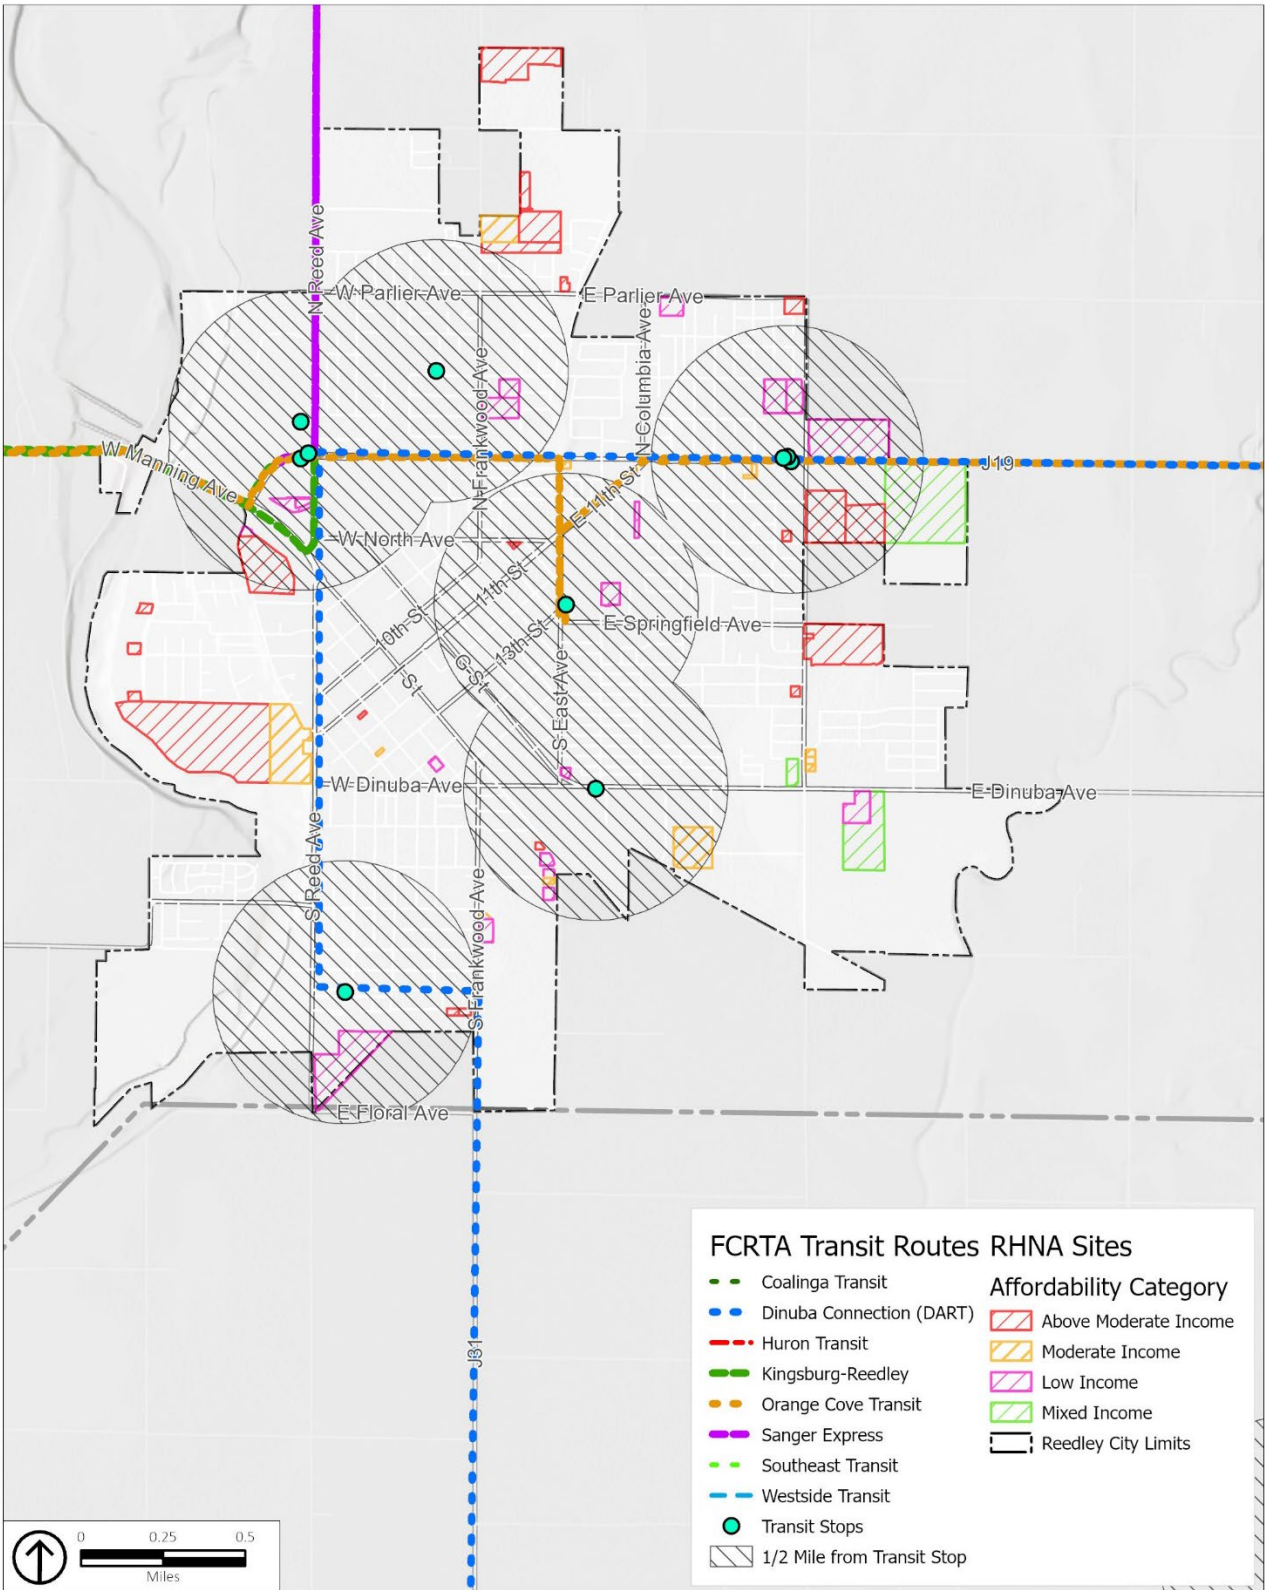 N Reed Ave
W Parlier Ave
E Parlier Ave
N Frankwood Ave
N Columbia Ave
W Manning Ave
J19
E 11th St
W North Ave
11th St
10th St
13th St
G St
St
E Springfield Ave
S East Ave
W Dinuba Ave
E Dinuba Ave
S Reed Ave
S Frankwood Ave
E Floral Ave
J31
FCRTA Transit Routes
Coalinga Transit
Dinuba Connection (DART)
Huron Transit
Kingsburg-Reedley
Orange Cove Transit
Sanger Express
Southeast Transit
Westside Transit
Transit Stops
1/2 Mile from Transit Stop
RHNA Sites
Affordability Category
Above Moderate Income
Moderate Income
Low Income
Mixed Income
Reedley City Limits
0 0.25 0.5
Miles